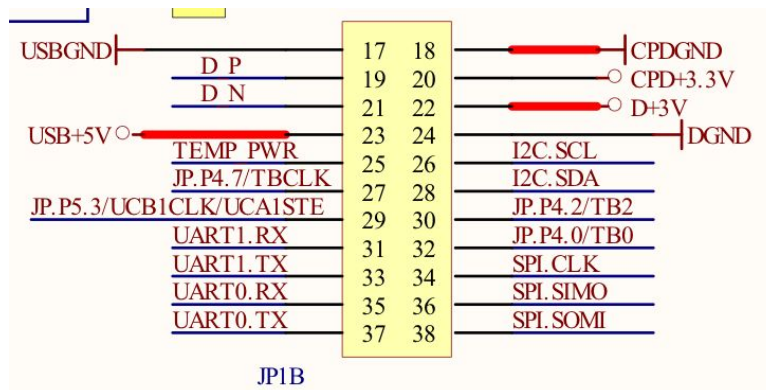 USBGND 17 18 CPDGND
D P 19 20 CPD+3.3V
D N 21 22 D+3V
USB+5V 23 24 DGND
TEMP PWR 25 26 I2C.SCL
JP.P4.7/TBCLK 27 28 I2C.SDA
JP.P5.3/UCB1CLK/UCA1STE 29 30 JP.P4.2/TB2
UART1.RX 31 32 JP.P4.0/TB0
UART1.TX 33 34 SPI.CLK
UART0.RX 35 36 SPI.SIMO
UART0.TX 37 38 SPI.SOMI
JP1B